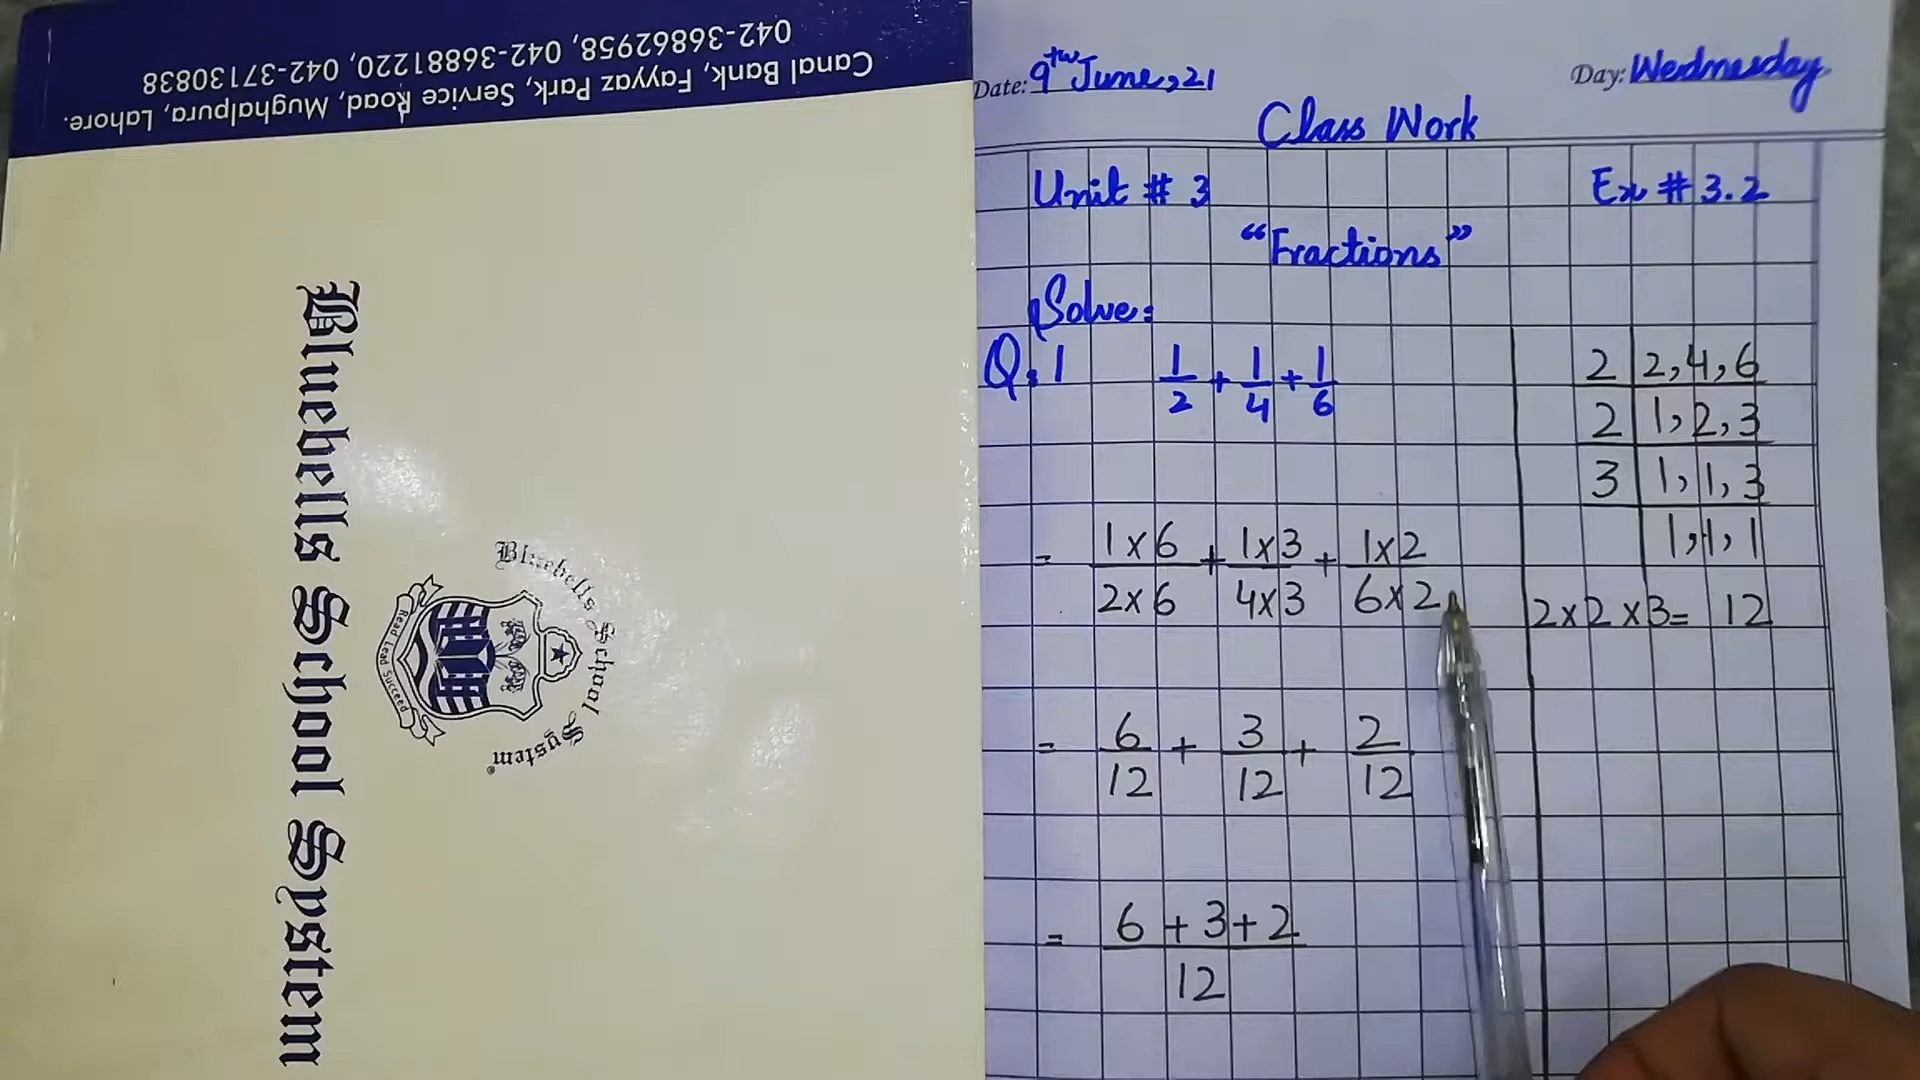 Canal Bank, Fayyaz Park, Service Road, Mughalpura, Lahore.
042-36862958, 042-36881220, 042-37130838
Bluebells School System
Bluebells School System®
Read Lead Succeed
Date: 9th June, 21
Day: Wednesday
Class Work
Unit # 3 Ex # 3.2
“Fractions”
Solve:
Q.1 1/2 + 1/4 + 1/6
= 1x6/2x6 + 1x3/4x3 + 1x2/6x2
= 6/12 + 3/12 + 2/12
= 6 + 3 + 2/12
2 | 2, 4, 6
2 | 1, 2, 3
3 | 1, 1, 3
1, 1, 1
2x2x3= 12